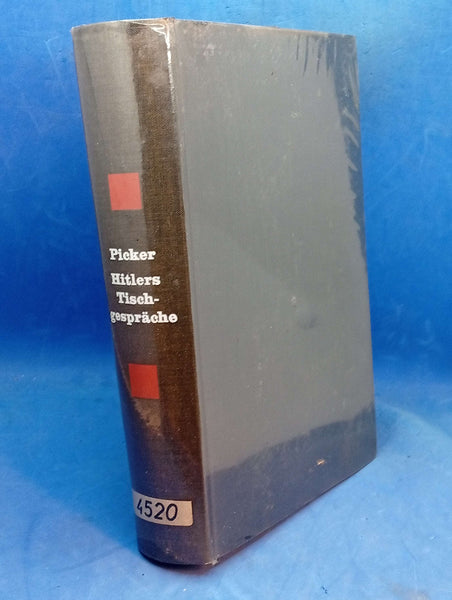 Picker
Hitlers
Tisch-
gespräche
4520